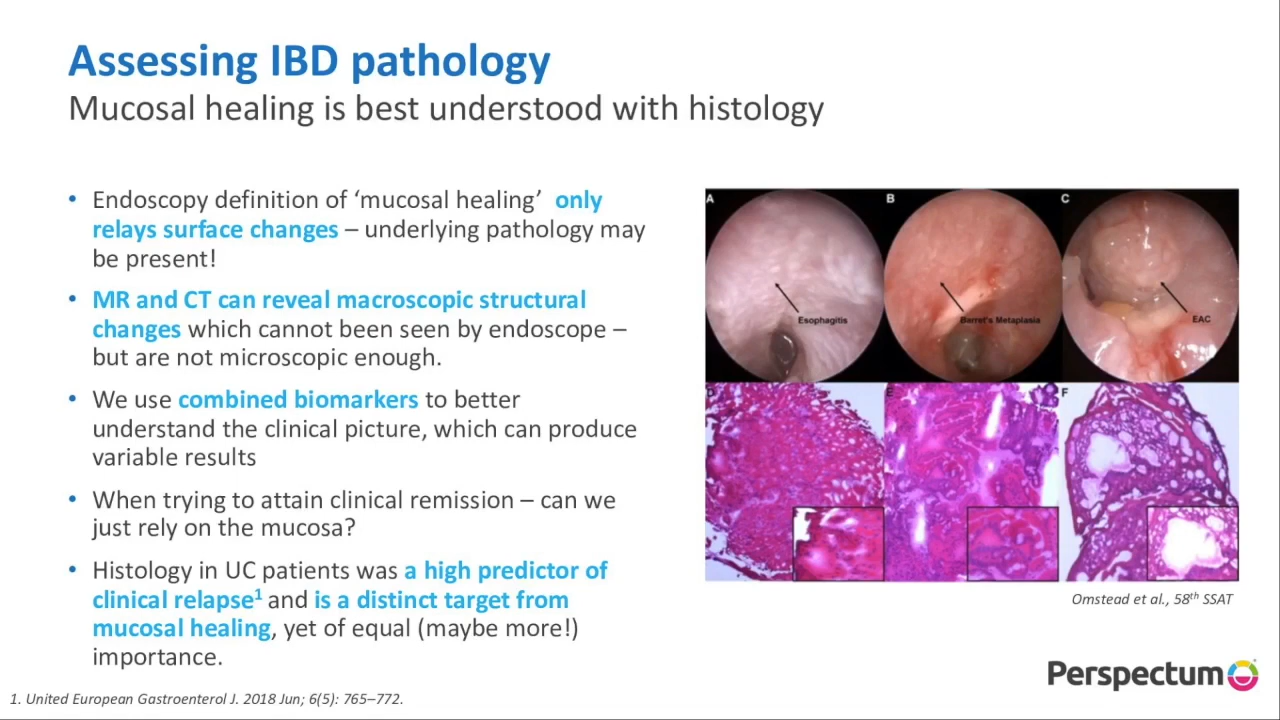 Assessing IBD pathology
Mucosal healing is best understood with histology
• Endoscopy definition of ‘mucosal healing’ only
relays surface changes – underlying pathology may
be present!
• MR and CT can reveal macroscopic structural
changes which cannot been seen by endoscope –
but are not microscopic enough.
• We use combined biomarkers to better
understand the clinical picture, which can produce
variable results
• When trying to attain clinical remission – can we
just rely on the mucosa?
• Histology in UC patients was a high predictor of
clinical relapse¹ and is a distinct target from
mucosal healing, yet of equal (maybe more!)
importance.
A
B
C
Esophagitis
Barret's Metaplasia
EAC
D
E
F
Omstead et al., 58th SSAT
Perspectum
1. United European Gastroenterol J. 2018 Jun; 6(5): 765–772.